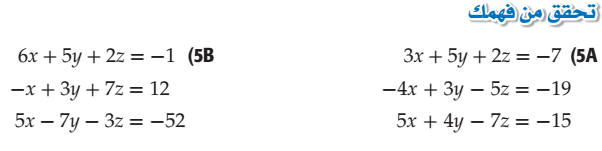 تحقق من فهمك
3x + 5y + 2z = −7 (5A
−4x + 3y − 5z = −19
5x + 4y − 7z = −15
6x + 5y + 2z = −1 (5B
−x + 3y + 7z = 12
5x − 7y − 3z = −52